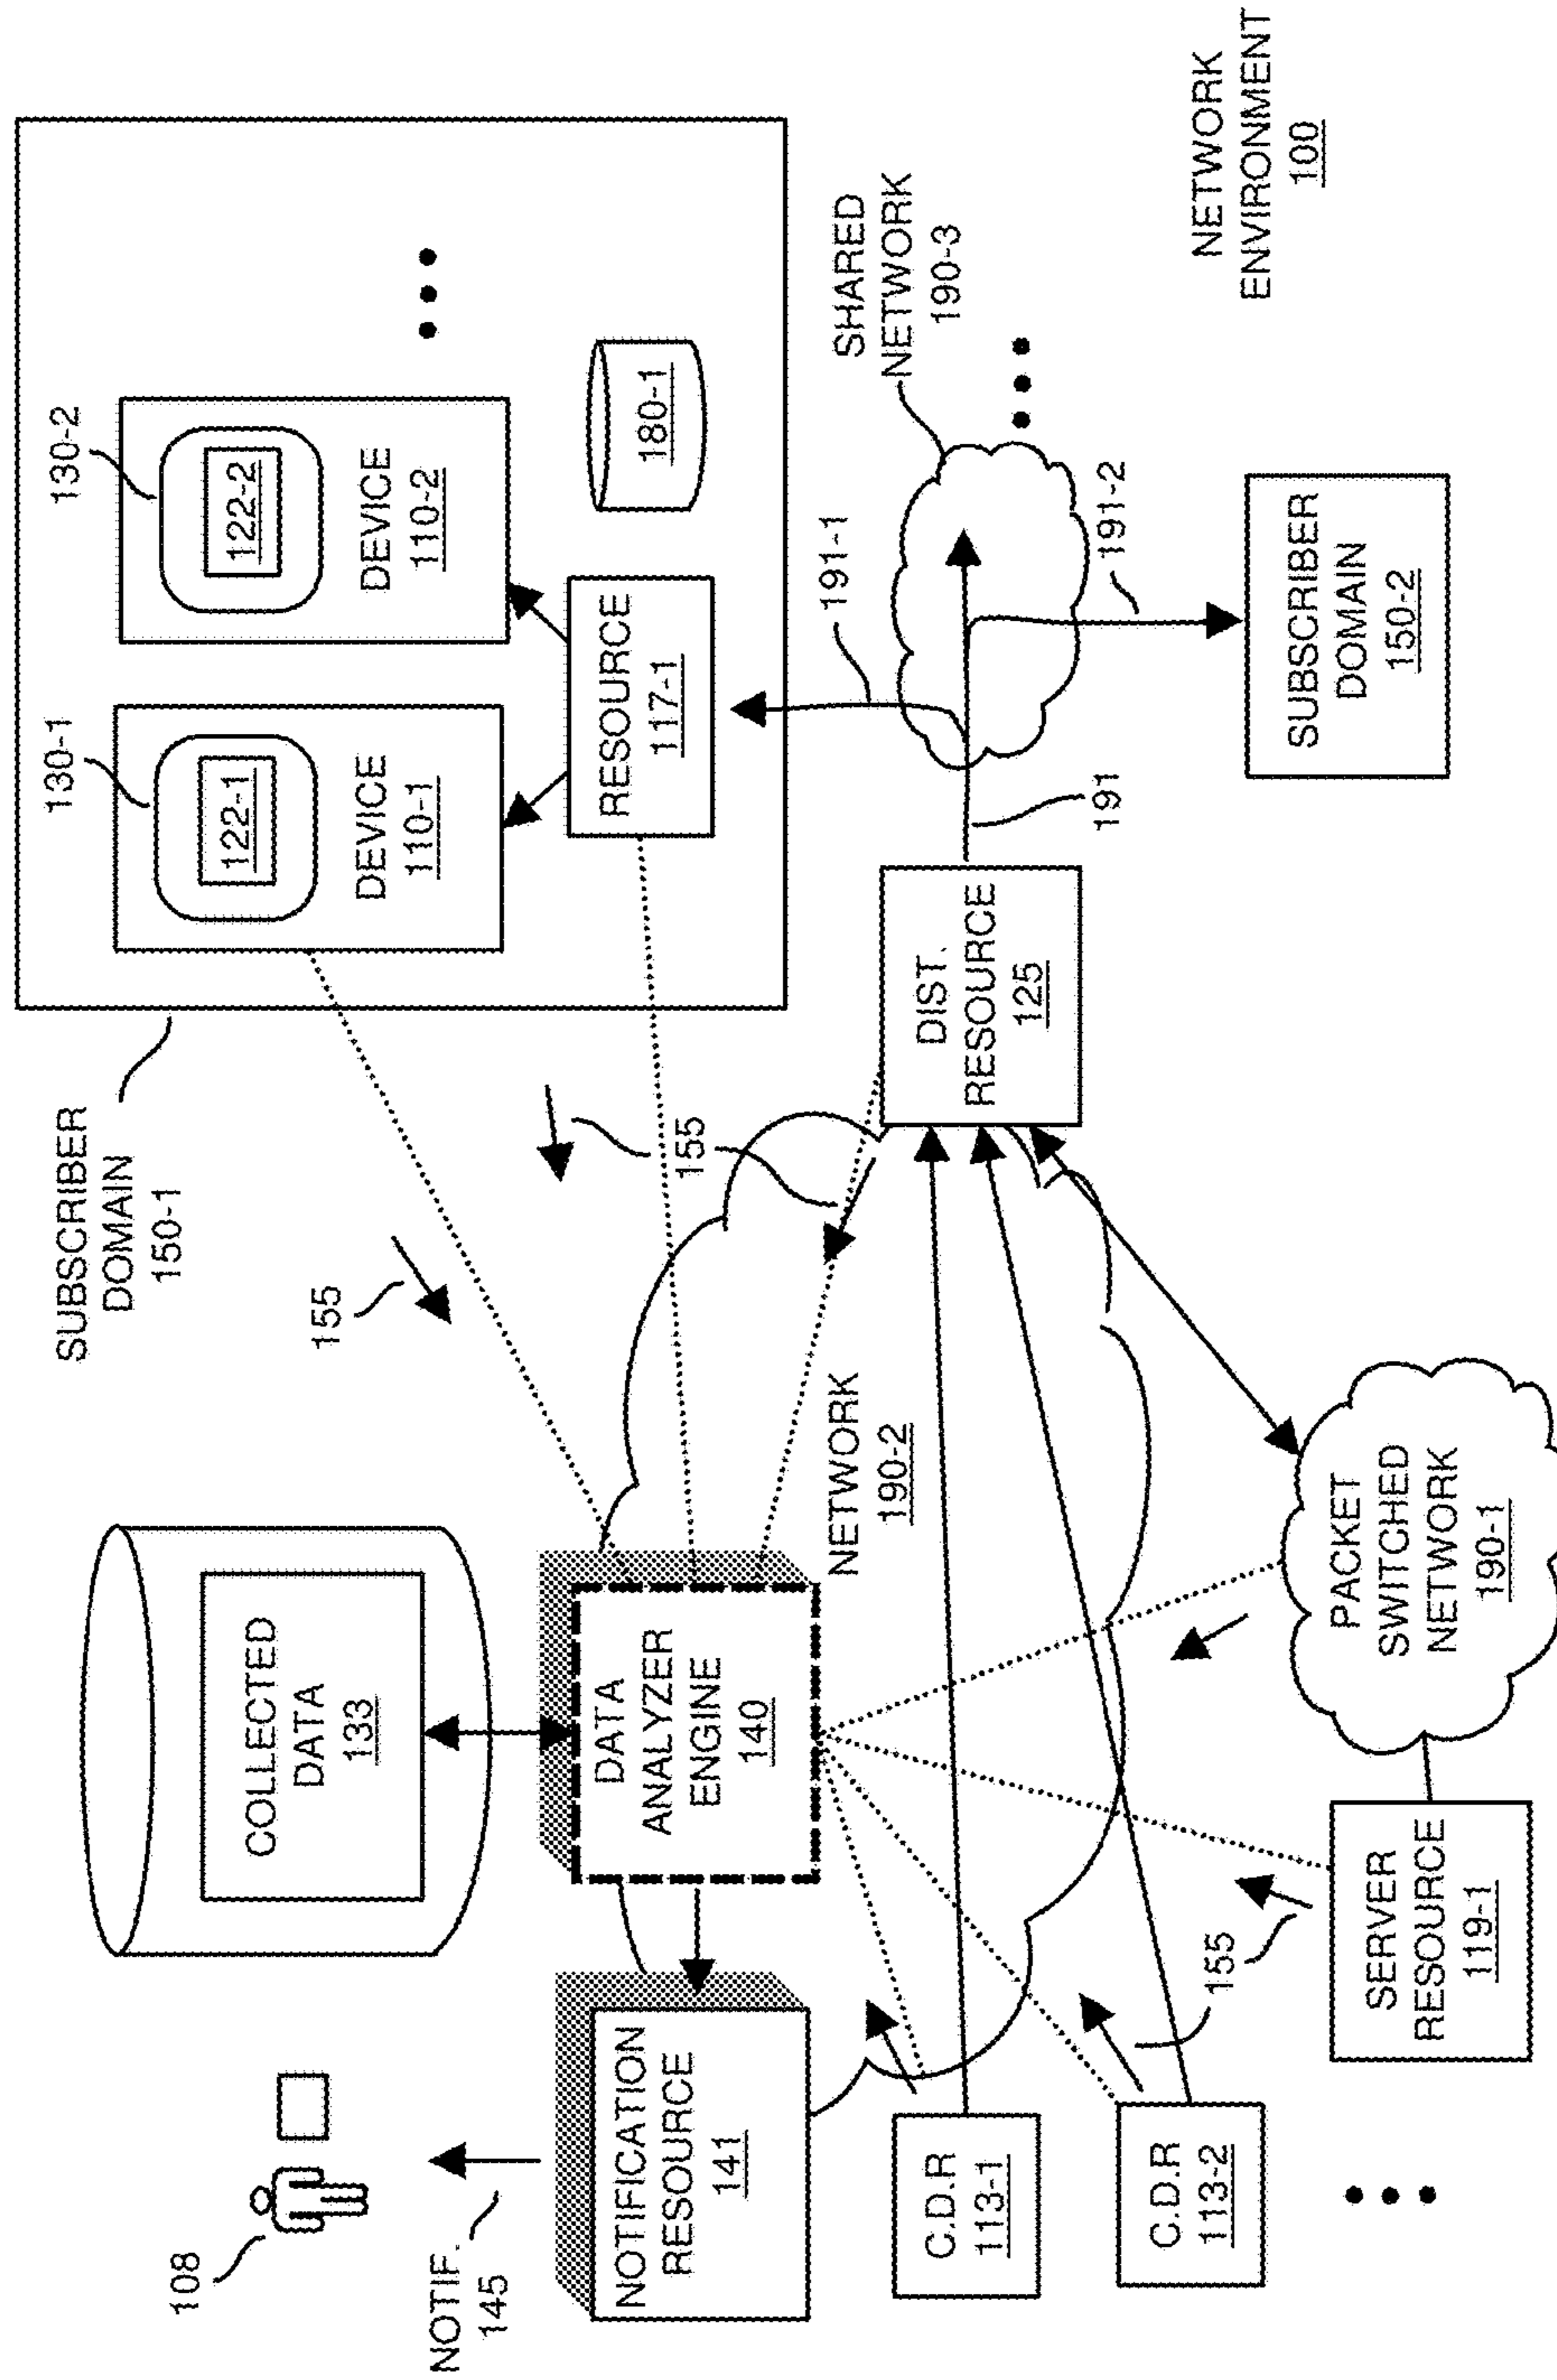 108
NOTIF.
145
NOTIFICATION
RESOURCE
141
COLLECTED
DATA
133
DATA
ANALYZER
ENGINE
140
SUBSCRIBER
DOMAIN
150-1
155
155
130-1
122-1
DEVICE
110-1
130-2
122-2
DEVICE
110-2
RESOURCE
117-1
180-1
C.D.R
113-1
C.D.R
113-2
155
NETWORK
190-2
DIST.
RESOURCE
125
191
191-1
191-2
SHARED
NETWORK
190-3
SERVER
RESOURCE
119-1
PACKET
SWITCHED
NETWORK
190-1
SUBSCRIBER
DOMAIN
150-2
NETWORK
ENVIRONMENT
100